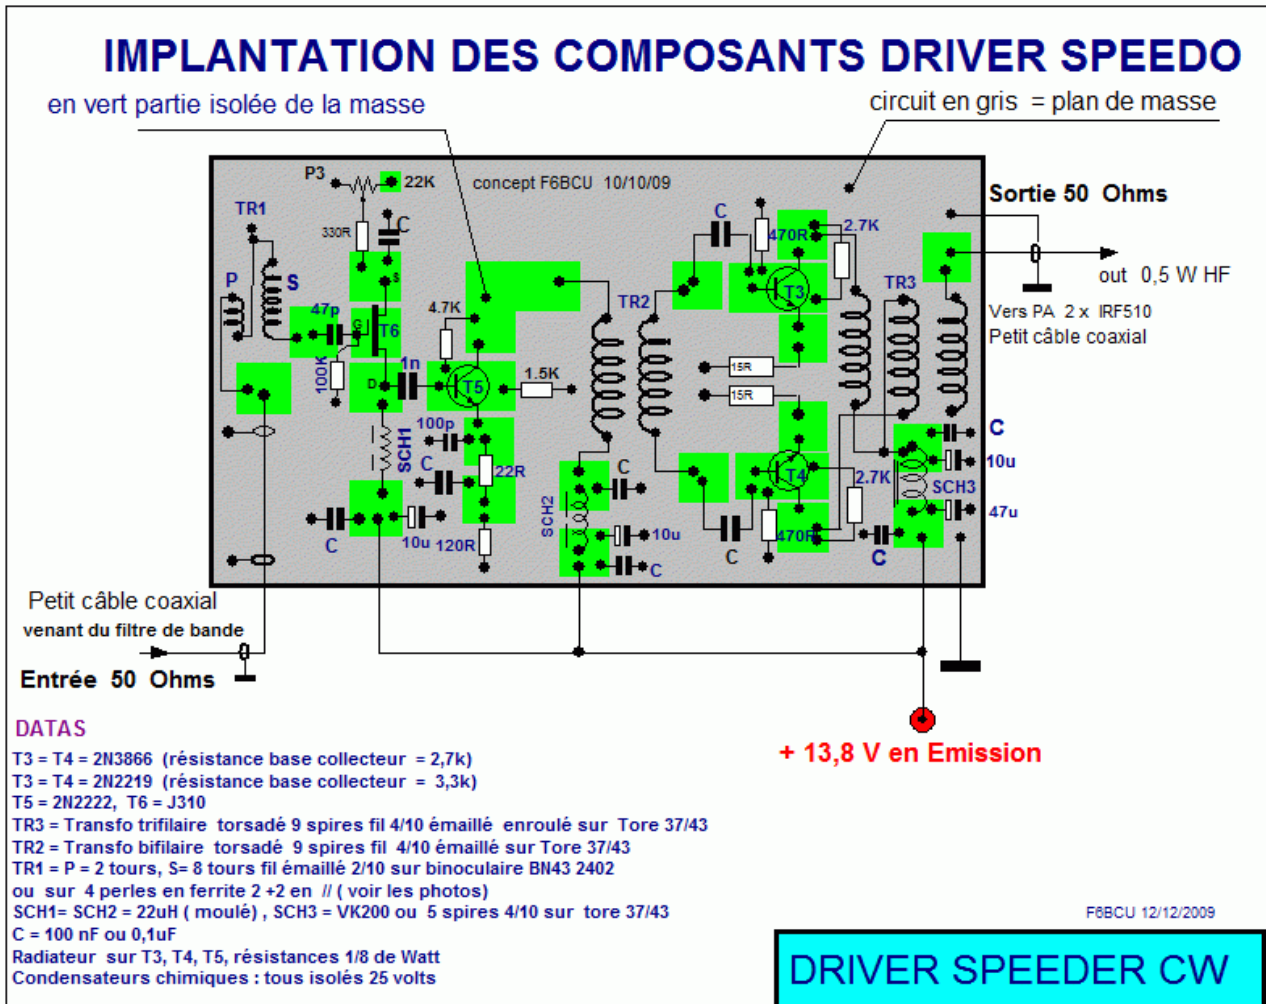 IMPLANTATION DES COMPOSANTS DRIVER SPEEDO
en vert partie isolée de la masse
circuit en gris = plan de masse
P3
22K
concept F6BCU 10/10/09
Sortie 50 Ohms
TR1
330R
C
C
470R
2.7K
P
S
S
TR2
T3
TR3
out 0,5 W HF
47p
G
T6
4.7K
Vers PA 2 x IRF510
Petit câble coaxial
100K
D
1n
T5
1.5K
15R
15R
100p
SCH1
C
22R
C
T4
2.7K
C
10u
SCH3
SCH2
47u
C
10u
120R
10u
C
C
470R
C
Petit câble coaxial
venant du filtre de bande
Entrée 50 Ohms
+ 13,8 V en Emission
DATAS
T3 = T4 = 2N3866 (résistance base collecteur = 2,7k)
T3 = T4 = 2N2219 (résistance base collecteur = 3,3k)
T5 = 2N2222, T6 = J310
TR3 = Transfo trifilaire torsadé 9 spires fil 4/10 émaillé enroulé sur Tore 37/43
TR2 = Transfo bifilaire torsadé 9 spires fil 4/10 émaillé sur Tore 37/43
TR1 = P = 2 tours, S= 8 tours fil émaillé 2/10 sur binoculaire BN43 2402
ou sur 4 perles en ferrite 2 +2 en // ( voir les photos)
SCH1= SCH2 = 22uH ( moulé) , SCH3 = VK200 ou 5 spires 4/10 sur tore 37/43
C = 100 nF ou 0,1uF
Radiateur sur T3, T4, T5, résistances 1/8 de Watt
Condensateurs chimiques : tous isolés 25 volts
F6BCU 12/12/2009
DRIVER SPEEDER CW